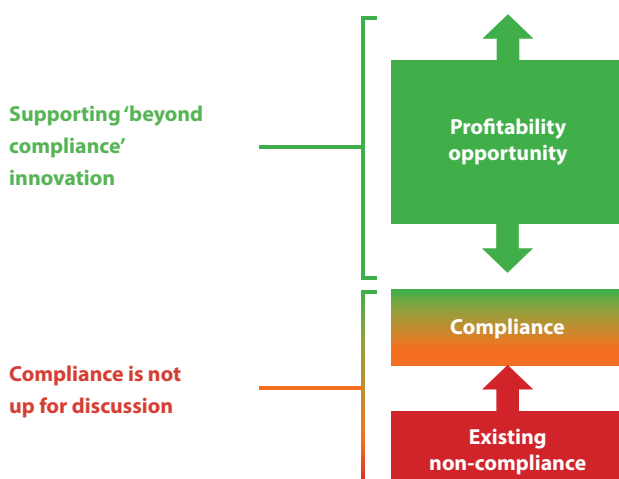 Supporting ‘beyond
compliance’
innovation
Profitability
opportunity
Compliance
Compliance is not
up for discussion
Existing
non-compliance